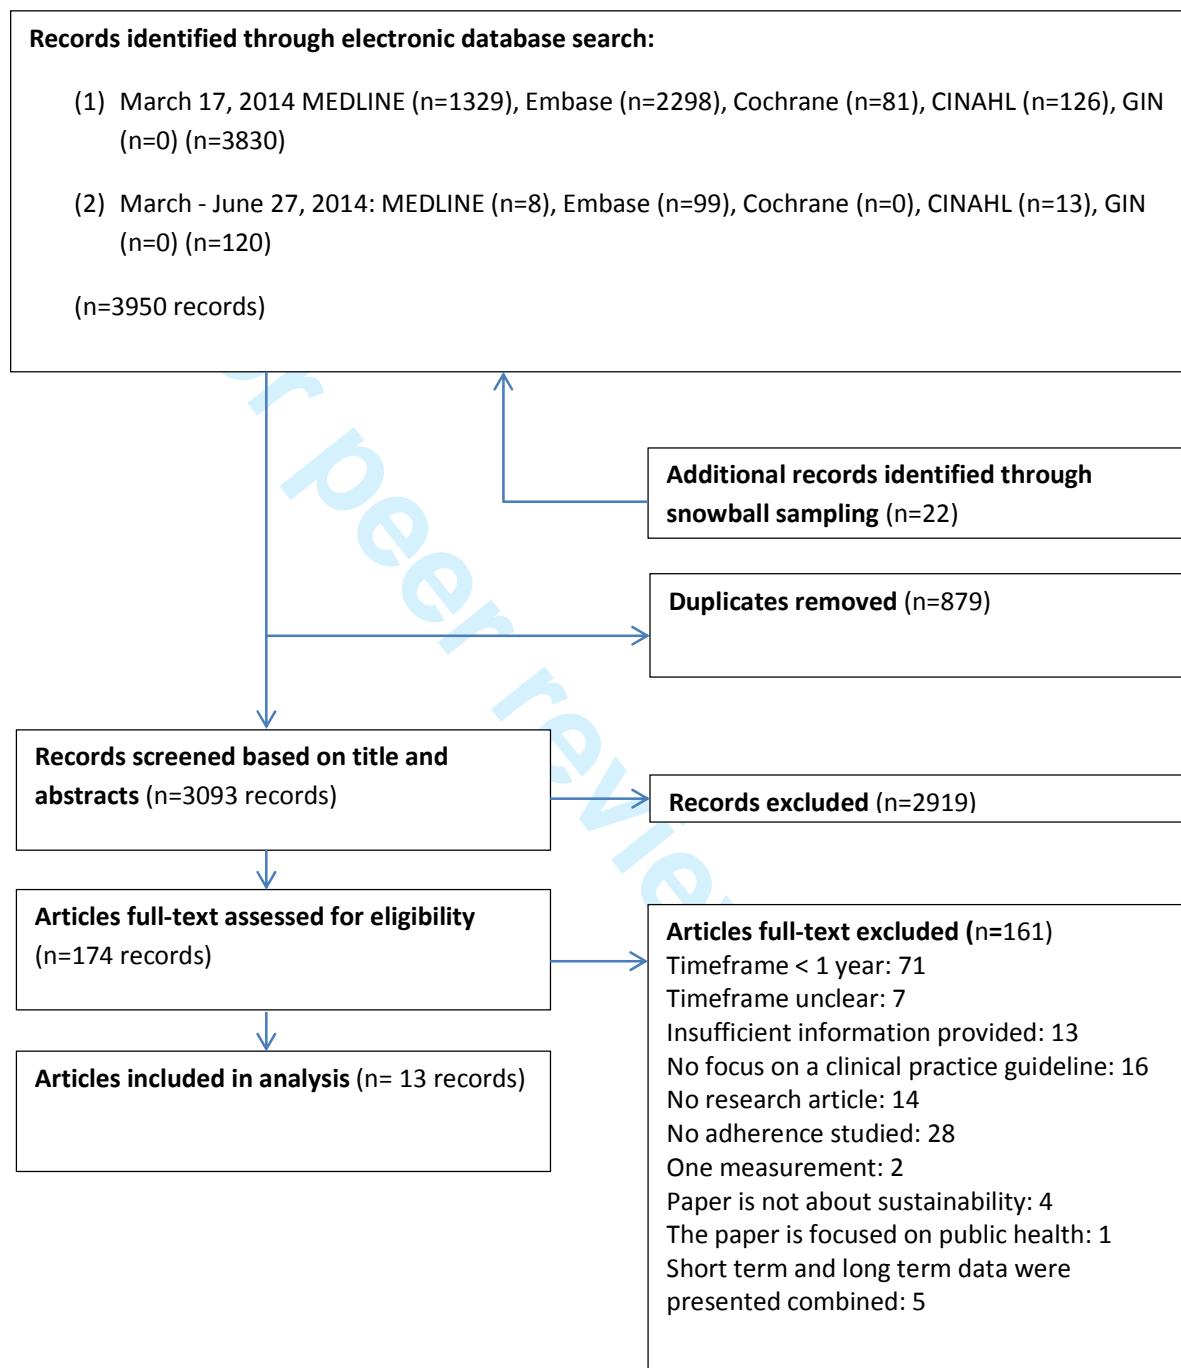 Records identified through electronic database search:
(1) March 17, 2014 MEDLINE (n=1329), Embase (n=2298), Cochrane (n=81), CINAHL (n=126), GIN
(n=0) (n=3830)
(2) March - June 27, 2014: MEDLINE (n=8), Embase (n=99), Cochrane (n=0), CINAHL (n=13), GIN
(n=0) (n=120)
(n=3950 records)
Additional records identified through
snowball sampling (n=22)
Duplicates removed (n=879)
Records screened based on title and
abstracts (n=3093 records)
Records excluded (n=2919)
Articles full-text assessed for eligibility
(n=174 records)
Articles full-text excluded (n=161)
Timeframe < 1 year: 71
Timeframe unclear: 7
Insufficient information provided: 13
No focus on a clinical practice guideline: 16
No research article: 14
No adherence studied: 28
One measurement: 2
Paper is not about sustainability: 4
The paper is focused on public health: 1
Short term and long term data were
presented combined: 5
Articles included in analysis (n= 13 records)
peer